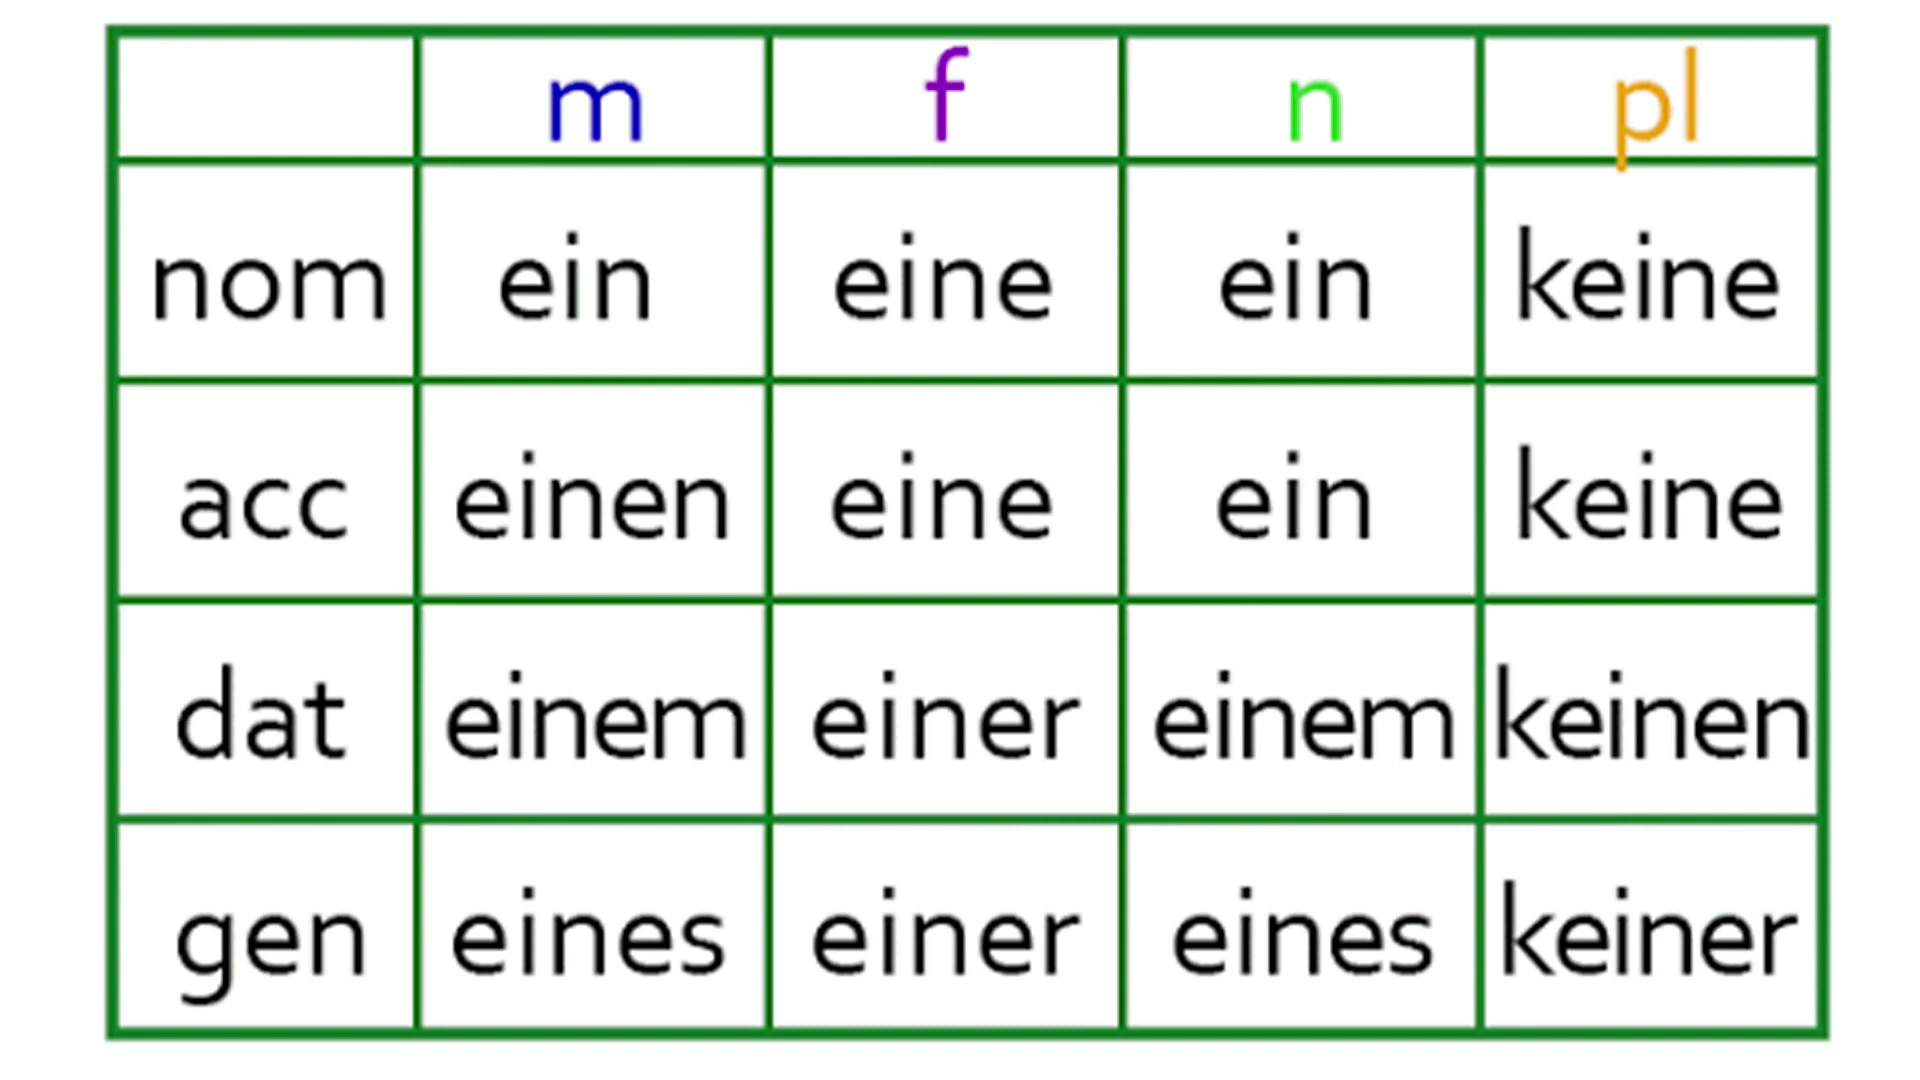 m f n pl
nom ein eine ein keine
acc einen eine ein keine
dat einem einer einem keinen
gen eines einer eines keiner